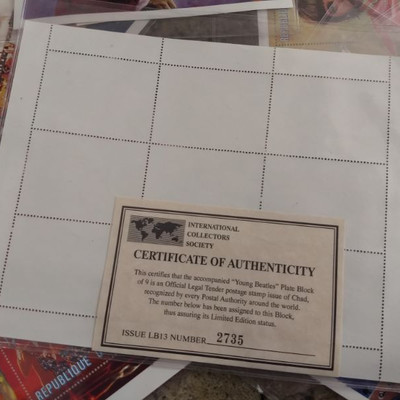 INTERNATIONAL
COLLECTORS
SOCIETY
CERTIFICATE OF AUTHENTICITY
This certifies that the accompanied "Young Beatles" Plate Block
of 9 is an Official Legal Tender postage stamp issue of Chad,
recognized by every Postal Authority around the world.
The number below has been assigned to this Block,
thus assuring its Limited Edition status.
ISSUE LB13 NUMBER 2735
RÉPUBLIQUE